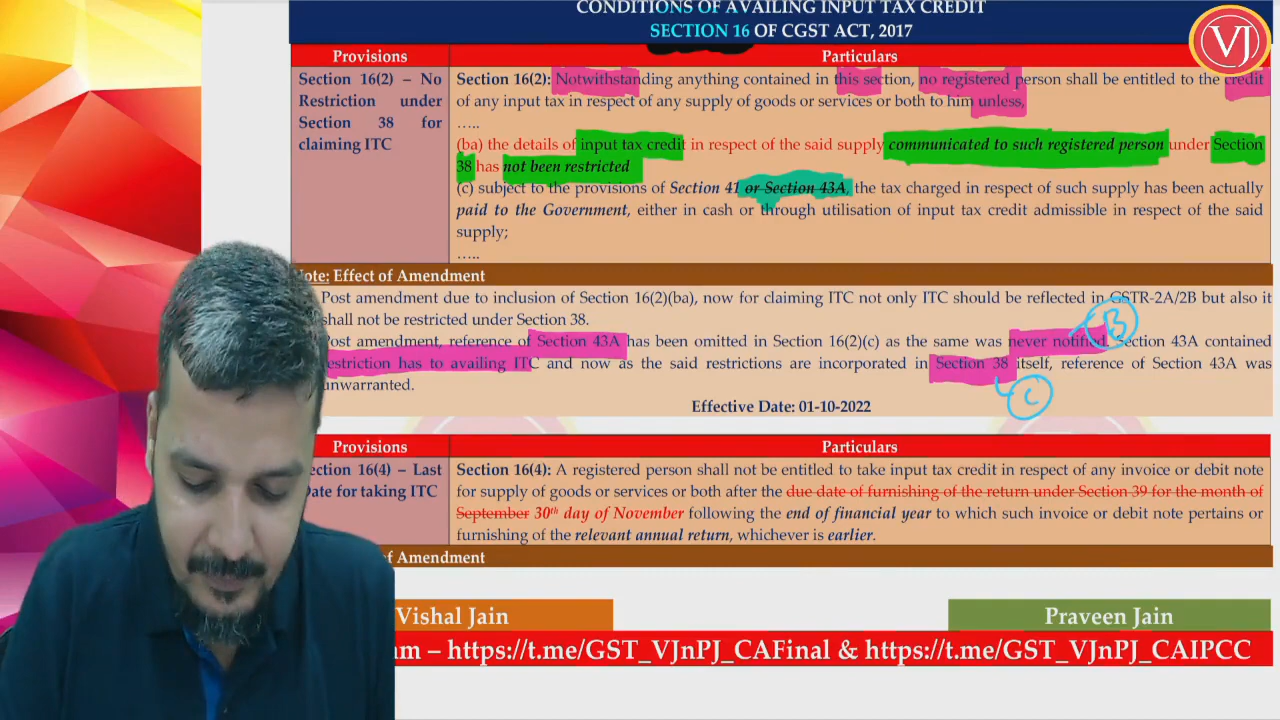 CONDITIONS OF AVAILING INPUT TAX CREDIT
SECTION 16 OF CGST ACT, 2017
VJ
Provisions
Particulars
Section 16(2) – No
Restriction under
Section 38 for
claiming ITC
Section 16(2): Notwithstanding anything contained in this section, no registered person shall be entitled to the credit
of any input tax in respect of any supply of goods or services or both to him unless,
…..
(ba) the details of input tax credit in respect of the said supply communicated to such registered person under Section
38 has not been restricted
(c) subject to the provisions of Section 41 or Section 43A, the tax charged in respect of such supply has been actually
paid to the Government, either in cash or through utilisation of input tax credit admissible in respect of the said
supply;
…..
Note: Effect of Amendment
Post amendment due to inclusion of Section 16(2)(ba), now for claiming ITC not only ITC should be reflected in GSTR-2A/2B but also it
shall not be restricted under Section 38.
Post amendment, reference of Section 43A has been omitted in Section 16(2)(c) as the same was never notified. Section 43A contained
restriction has to availing ITC and now as the said restrictions are incorporated in Section 38 itself, reference of Section 43A was
unwarranted.
B
C
Effective Date: 01-10-2022
Provisions
Particulars
Section 16(4) – Last
Date for taking ITC
Section 16(4): A registered person shall not be entitled to take input tax credit in respect of any invoice or debit note
for supply of goods or services or both after the due date of furnishing of the return under Section 39 for the month of
September 30th day of November following the end of financial year to which such invoice or debit note pertains or
furnishing of the relevant annual return, whichever is earlier.
of Amendment
Vishal Jain
Praveen Jain
am – https://t.me/GST_VJnPJ_CAFinal & https://t.me/GST_VJnPJ_CAIPCC